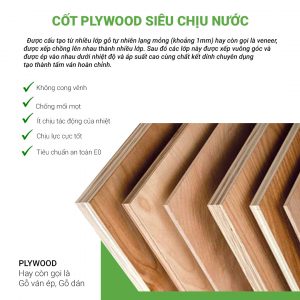 CỐT PLYWOOD SIÊU CHỊU NƯỚC
Được cấu tạo từ nhiều lớp gỗ tự nhiên lạng mỏng (khoảng 1mm) hay còn gọi là veneer,
được xếp chồng lên nhau thành nhiều lớp. Sau đó các lớp này được xếp vuông góc và
được ép vào nhau dưới nhiệt độ và áp suất cao cùng chất kết dính chuyên dụng
tạo thành tấm ván hoàn chỉnh.
Không cong vênh
Chống mối mọt
Ít chịu tác động của nhiệt
Chịu lực cực tốt
Tiêu chuẩn an toàn E0
PLYWOOD
Hay còn gọi là
Gỗ ván ép, Gỗ dán